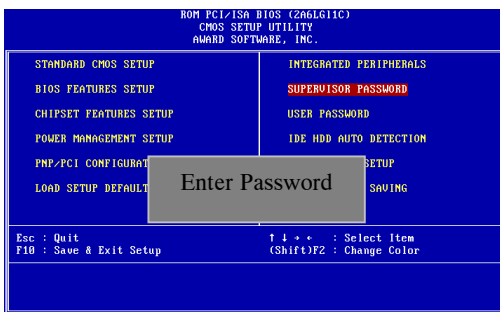 ROM PCI/ISA BIOS (2A6LGI1C)
CMOS SETUP UTILITY
AWARD SOFTWARE, INC.
STANDARD CMOS SETUP
BIOS FEATURES SETUP
CHIPSET FEATURES SETUP
POWER MANAGEMENT SETUP
PNP/PCI CONFIGURAT
LOAD SETUP DEFAULT
INTEGRATED PERIPHERALS
SUPERVISOR PASSWORD
USER PASSWORD
IDE HDD AUTO DETECTION
SETUP
SAVING
Enter Password
Esc : Quit
F10 : Save & Exit Setup
↑ ↓ → ← : Select Item
(Shift)F2 : Change Color